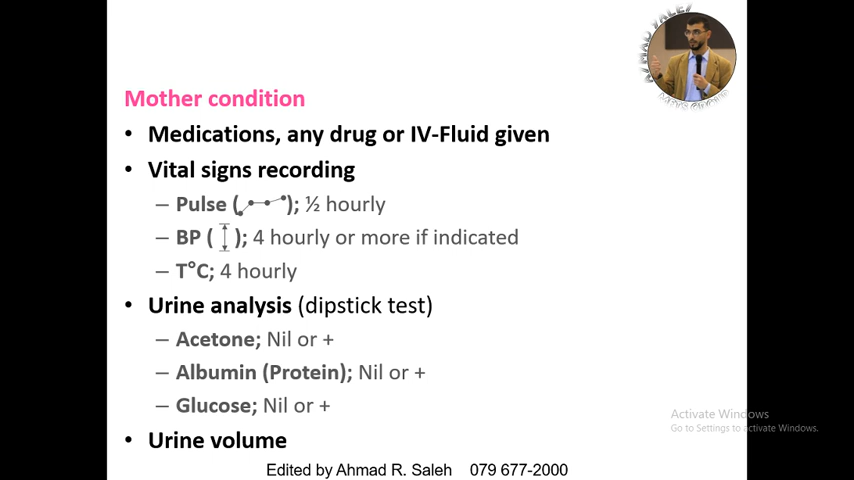 Mother condition
• Medications, any drug or IV-Fluid given
• Vital signs recording
– Pulse ( ); ½ hourly
– BP ( ); 4 hourly or more if indicated
– T°C; 4 hourly
• Urine analysis (dipstick test)
– Acetone; Nil or +
– Albumin (Protein); Nil or +
– Glucose; Nil or +
• Urine volume
Edited by Ahmad R. Saleh 079 677-2000
Activate Windows
Go to Settings to activate Windows.